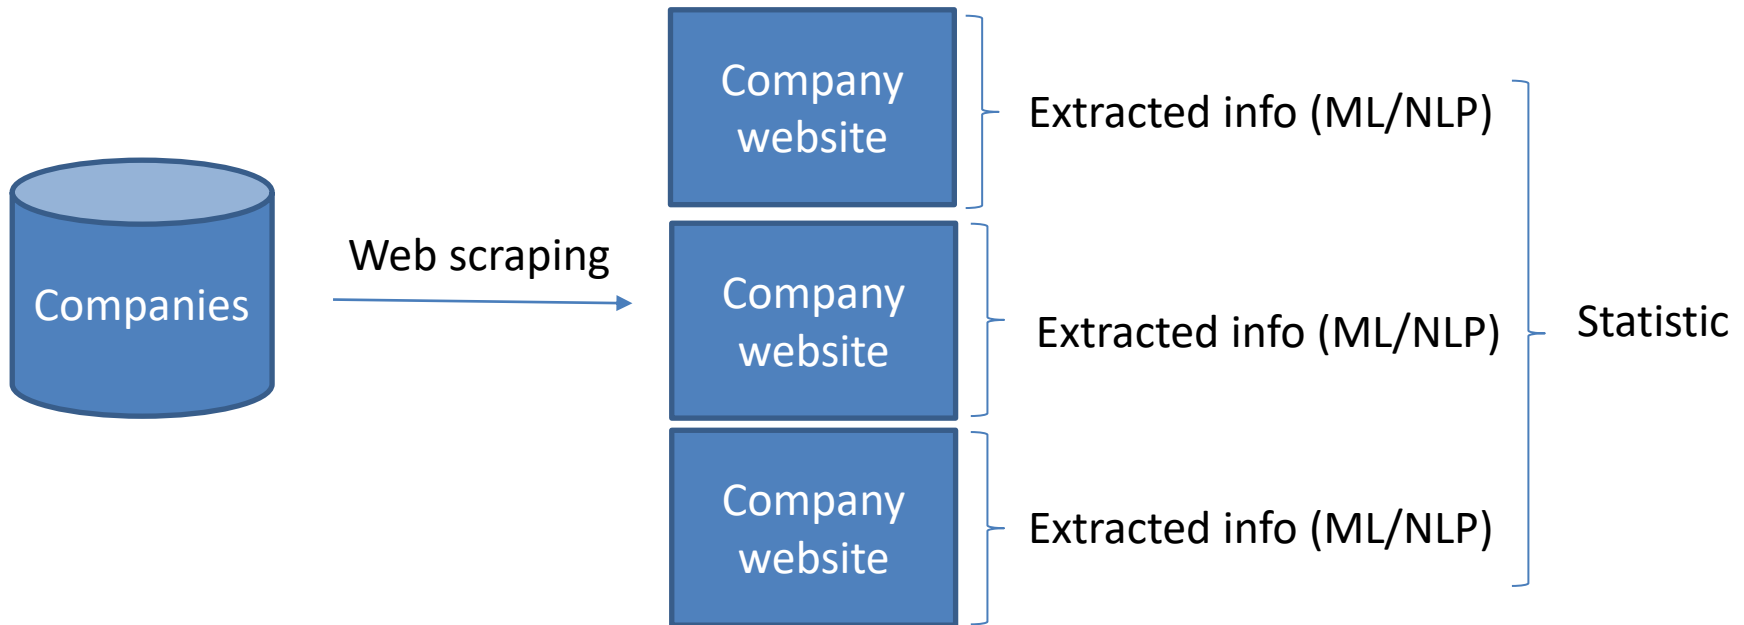 Companies
Web scraping
Company
website
Extracted info (ML/NLP)
Company
website
Extracted info (ML/NLP)
Company
website
Extracted info (ML/NLP)
Statistic